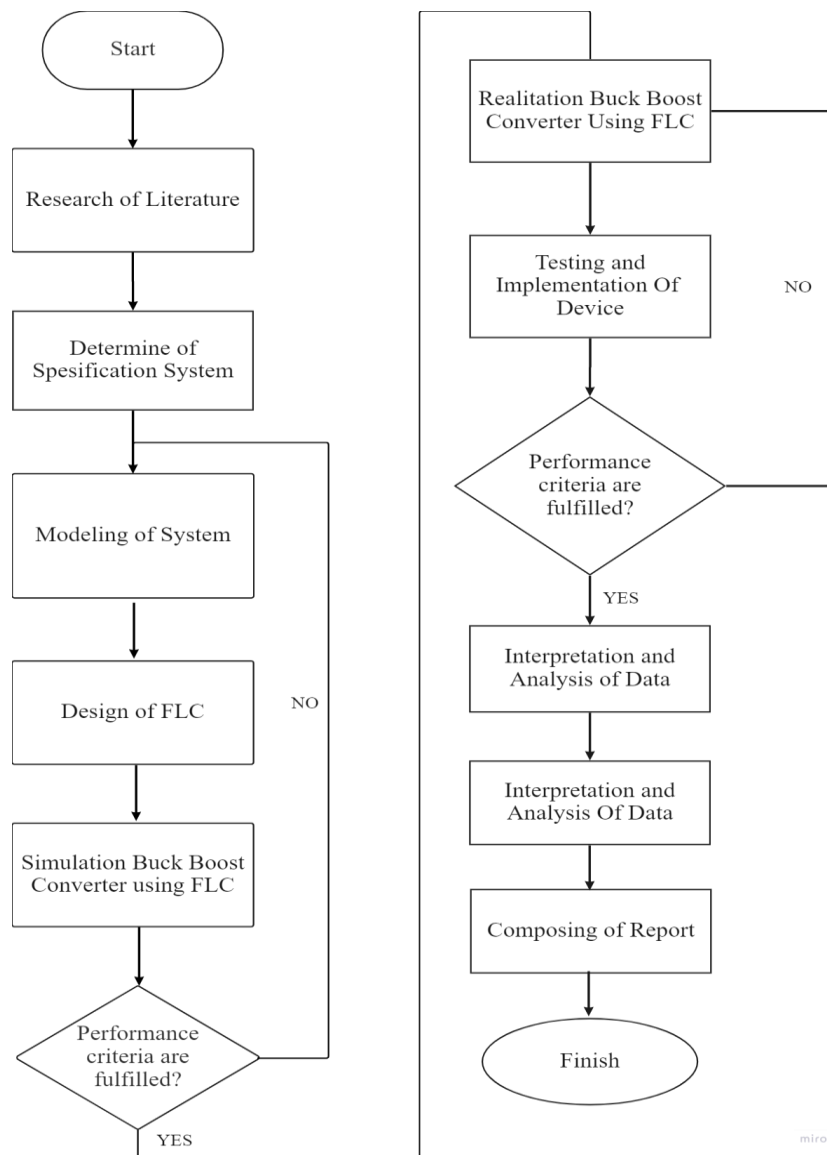 Start
Research of Literature
Determine of
Spesification System
Modeling of System
Design of FLC
NO
Simulation Buck Boost
Converter using FLC
Performance
criteria are
fulfilled?
YES
Realitation Buck Boost
Converter Using FLC
Testing and
Implementation Of
Device
NO
Performance
criteria are
fulfilled?
YES
Interpretation and
Analysis of Data
Interpretation and
Analysis Of Data
Composing of Report
Finish
miro